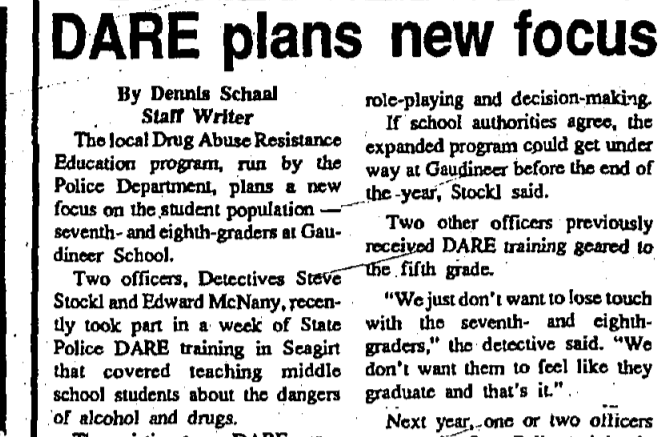 DARE plans new focus
By Dennis Schaal
Staff Writer
The local Drug Abuse Resistance
Education program, run by the
Police Department, plans a new
focus on the student population —
seventh- and eighth-graders at Gau-
dineer School.
Two officers, Detectives Steve
Stockl and Edward McNany, recen-
tly took part in a week of State
Police DARE training in Seagirt
that covered teaching middle
school students about the dangers
of alcohol and drugs.
DARE
role-playing and decision-making.
If school authorities agree, the
expanded program could get under
way at Gaudineer before the end of
the year, Stockl said.
Two other officers previously
received DARE training geared to
the fifth grade.
"We just don't want to lose touch
with the seventh- and eighth-
graders," the detective said. "We
don't want them to feel like they
graduate and that's it."
Next year, one or two officers